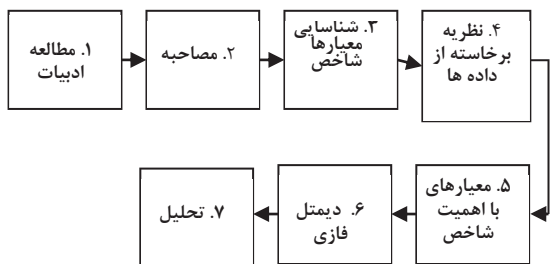 ۱. مطالعه
ادبیات
۲. مصاحبه
۳. شناسایی
معیارها
شاخص
۴. نظریه
برخاسته از
داده ها
۵. معیارهای
با اهمیت
شاخص
۶. دیمتل
فازی
۷. تحلیل